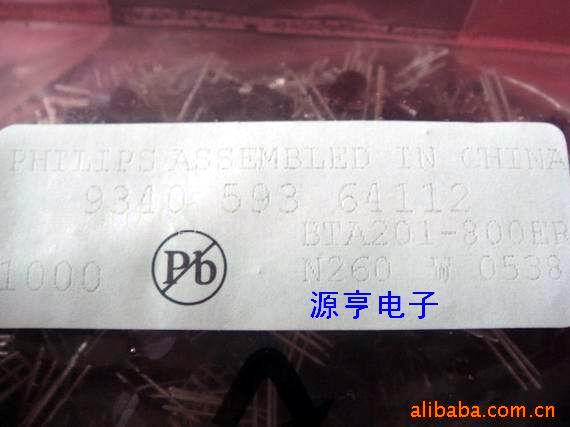 PHILIPS ASSEMBLED IN CHINA
9340 593 64112
BTA201-800ER
1000
Pb
N260 W 0538
源亨电子
alibaba.com.cn